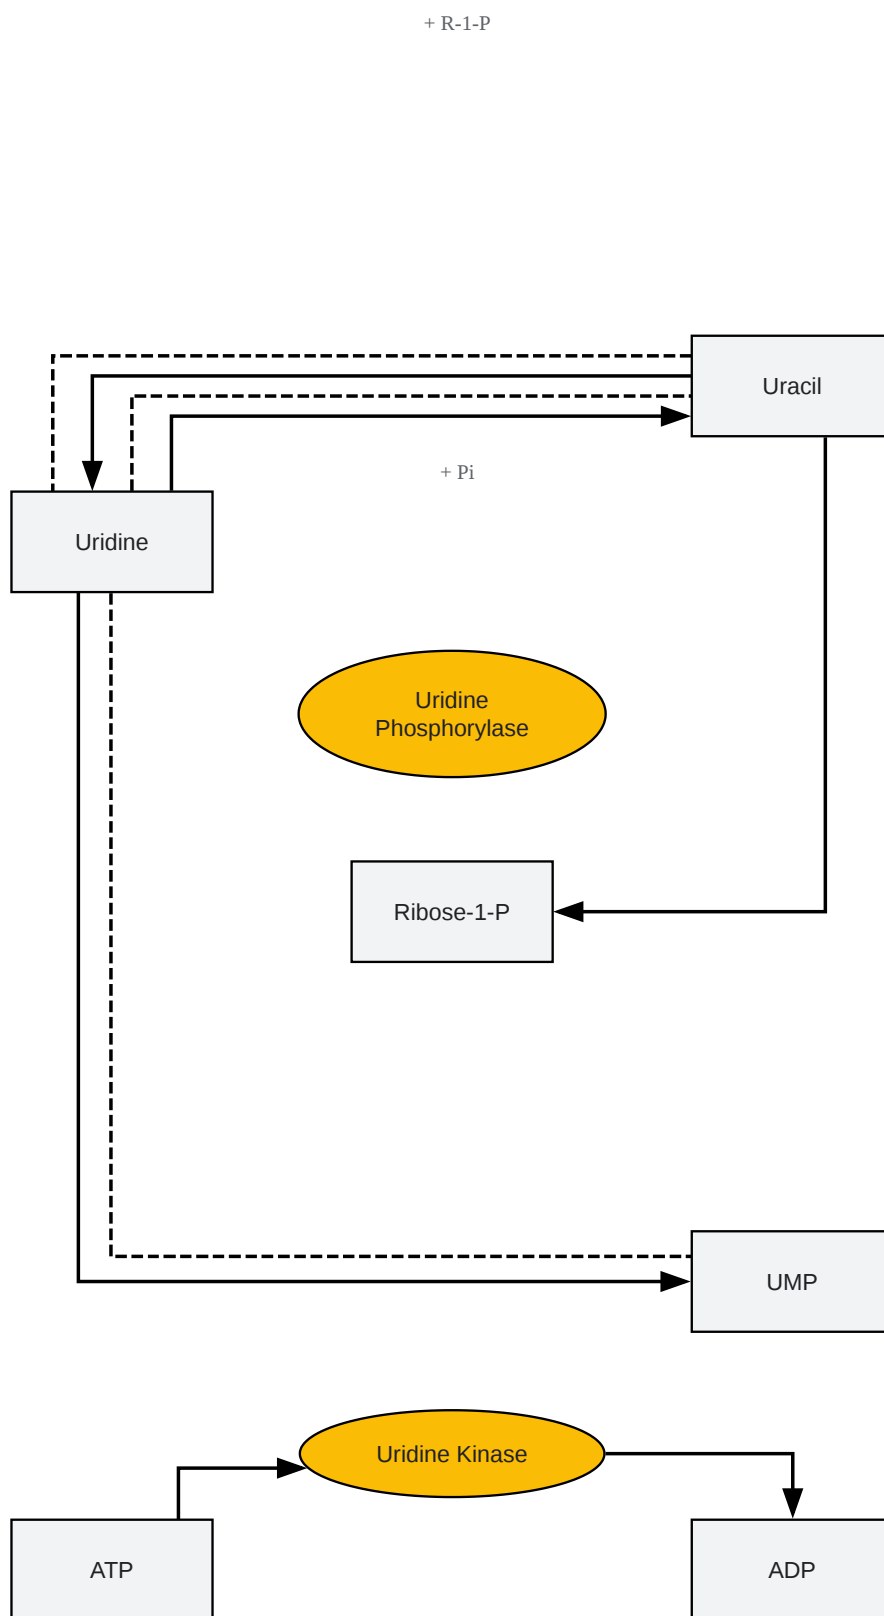 + R-1-P
Uracil
+ Pi
Uridine
Uridine
Phosphorylase
Ribose-1-P
UMP
Uridine Kinase
ATP
ADP